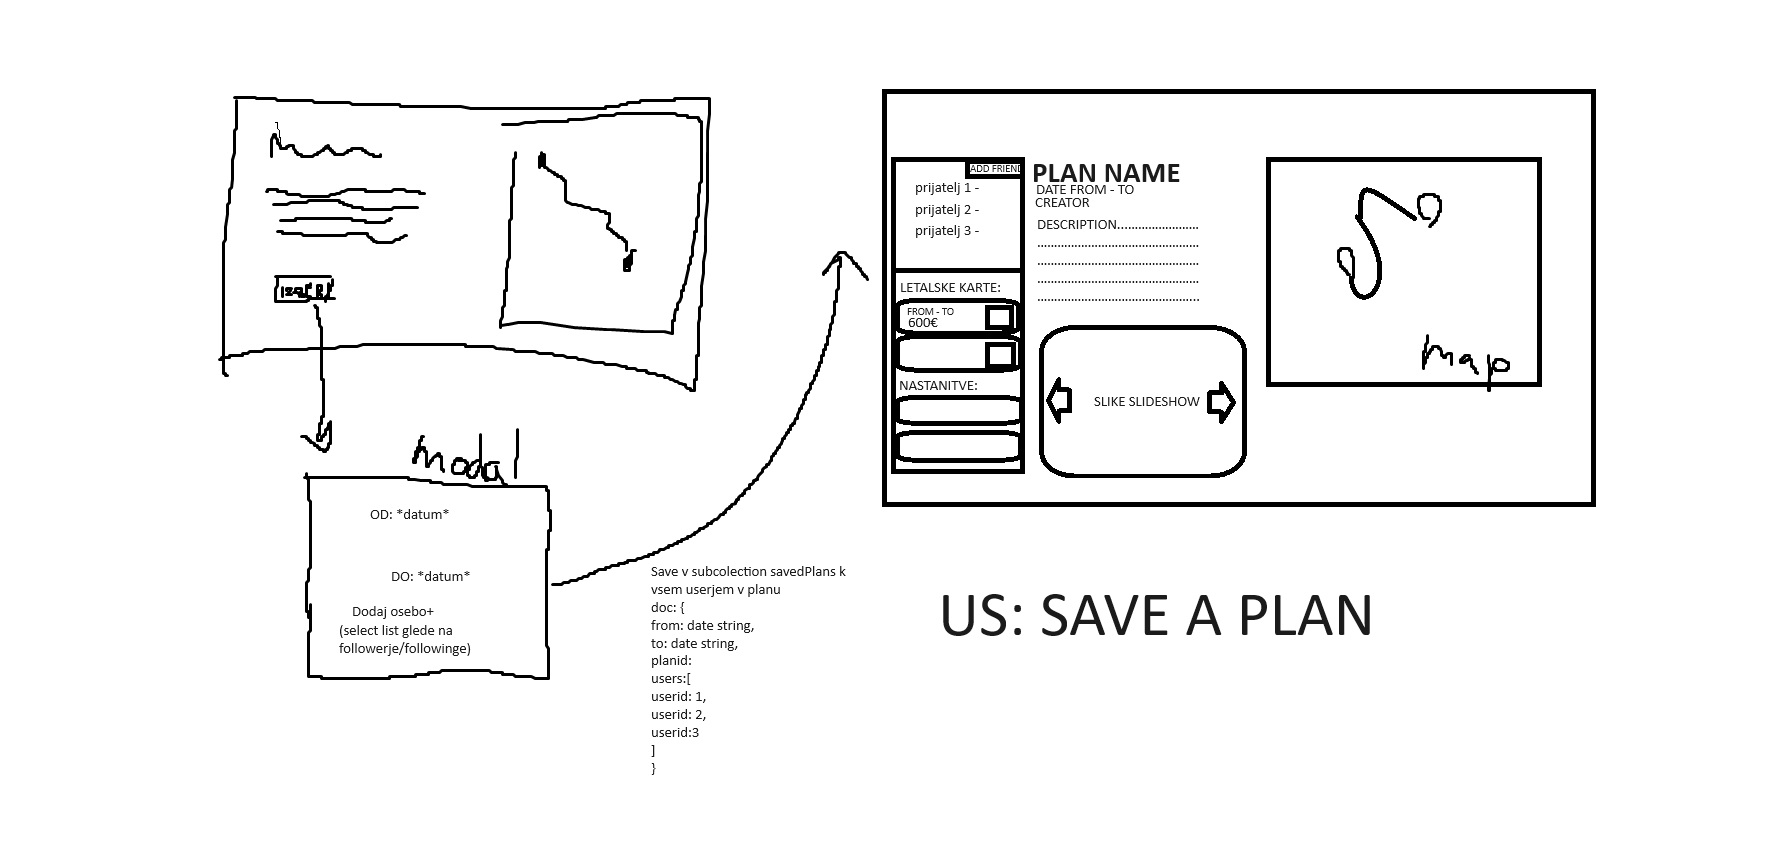 IZBERI
modal
OD: *datum*
DO: *datum*
Dodaj osebo+
(select list glede na
followerje/followinge)
Save v subcolection savedPlans k
vsem userjem v planu
doc: {
from: date string,
to: date string,
planid:
users:[
userid: 1,
userid: 2,
userid:3
]
}
ADD FRIEND
prijatelj 1 -
prijatelj 2 -
prijatelj 3 -
LETALSKE KARTE:
FROM - TO
600€
NASTANITVE:
PLAN NAME
DATE FROM - TO
CREATOR
DESCRIPTION.......................
SLIKE SLIDESHOW
map
US: SAVE A PLAN